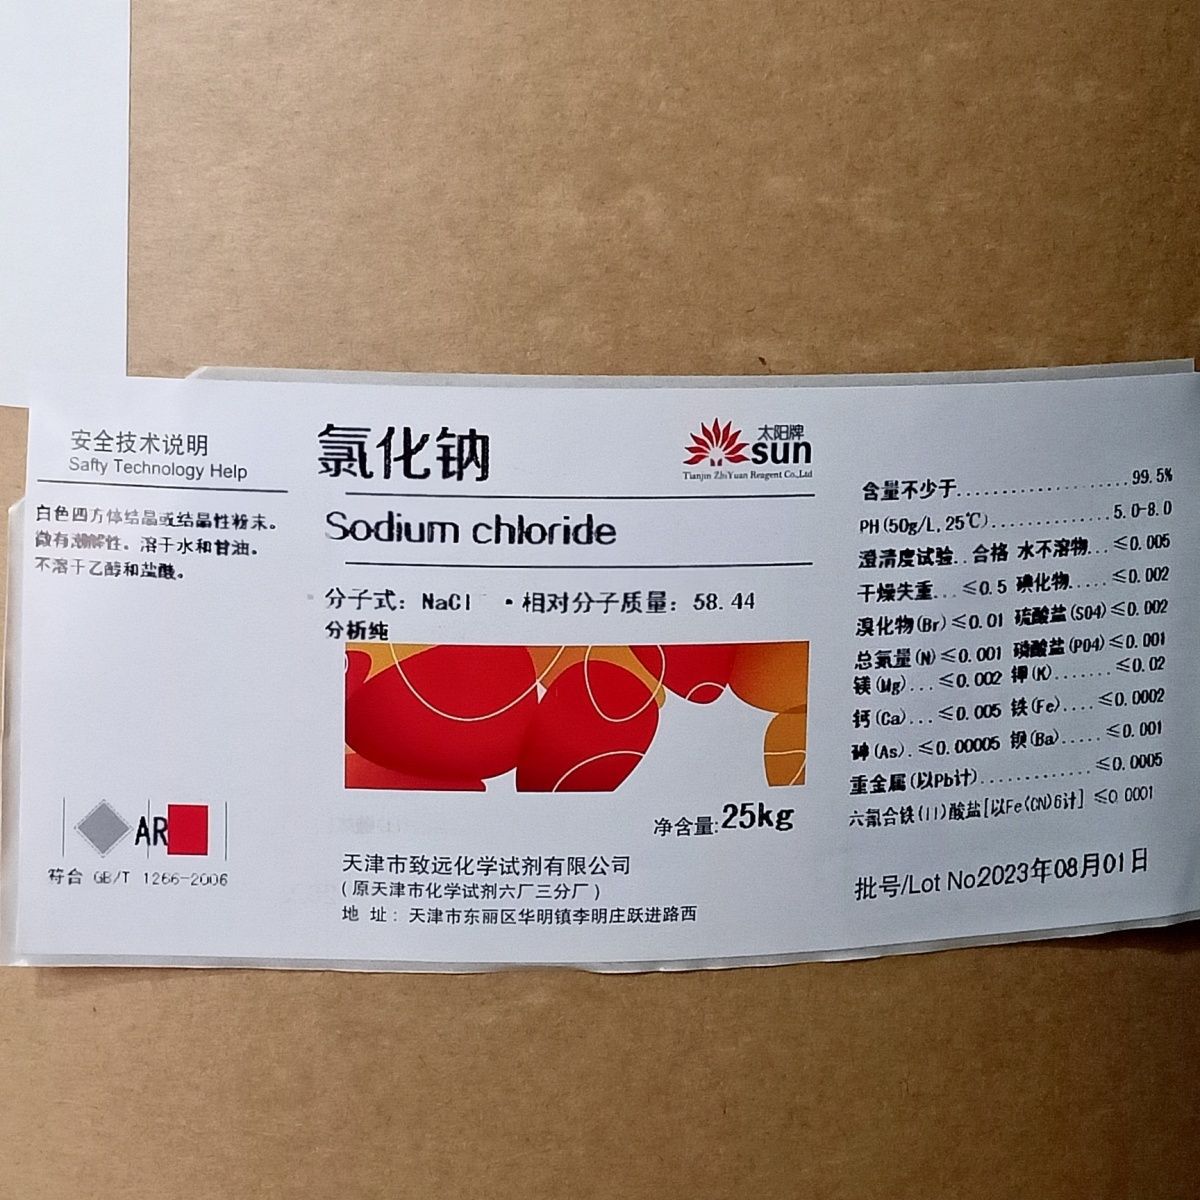 安全技术说明
Safty Technology Help
白色四方体结晶或结晶性粉末。
微有潮解性。溶于水和甘油。
不溶于乙醇和盐酸。
AR
符合 GB/T 1266-2006
氯化钠
太阳牌
sun
Tianjin ZhiYuan Reagent Co.,Ltd
Sodium chloride
分子式：NaCl ·相对分子质量：58.44
分析纯
净含量:25kg
天津市致远化学试剂有限公司
(原天津市化学试剂六厂三分厂)
地 址：天津市东丽区华明镇李明庄跃进路西
含量不少于..................99.5%
PH(50g/L,25℃).............5.0-8.0
澄清度试验..合格 水不溶物...≤0.005
干燥失重...≤0.5 碘化物.....≤0.002
溴化物(Br)≤0.01 硫酸盐(SO4)≤0.002
总氮量(N)≤0.001 磷酸盐(PO4)≤0.001
镁(Mg)...≤0.002 钾(K).......≤0.02
钙(Ca)...≤0.005 铁(Fe)....≤0.0002
砷(As).≤0.00005 钡(Ba).....≤0.001
重金属(以Pb计)............≤0.0005
六氰合铁(II)酸盐[以Fe(CN)6计] ≤0.0001
批号/Lot No2023年08月01日